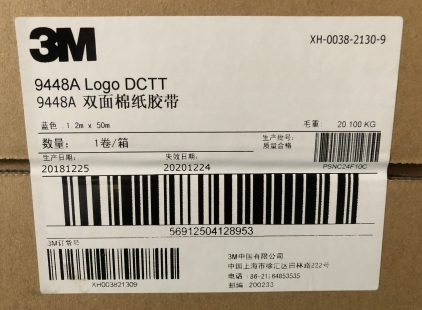 3M
XH-0038-2130-9
9448A Logo DCTT
9448A 双面棉纸胶带
蓝色 1.2m x 50m
毛重 20.100 KG
数量： 1卷/箱
生产批号：
质量合格
生产日期： 失效日期：
20181225 20201224
PSNC24F10C
56912504128953
3M订货号
XH003821309
3M中国有限公司
中国上海市徐汇区田林路222号
电话：86-21) 64853535
邮编：200233